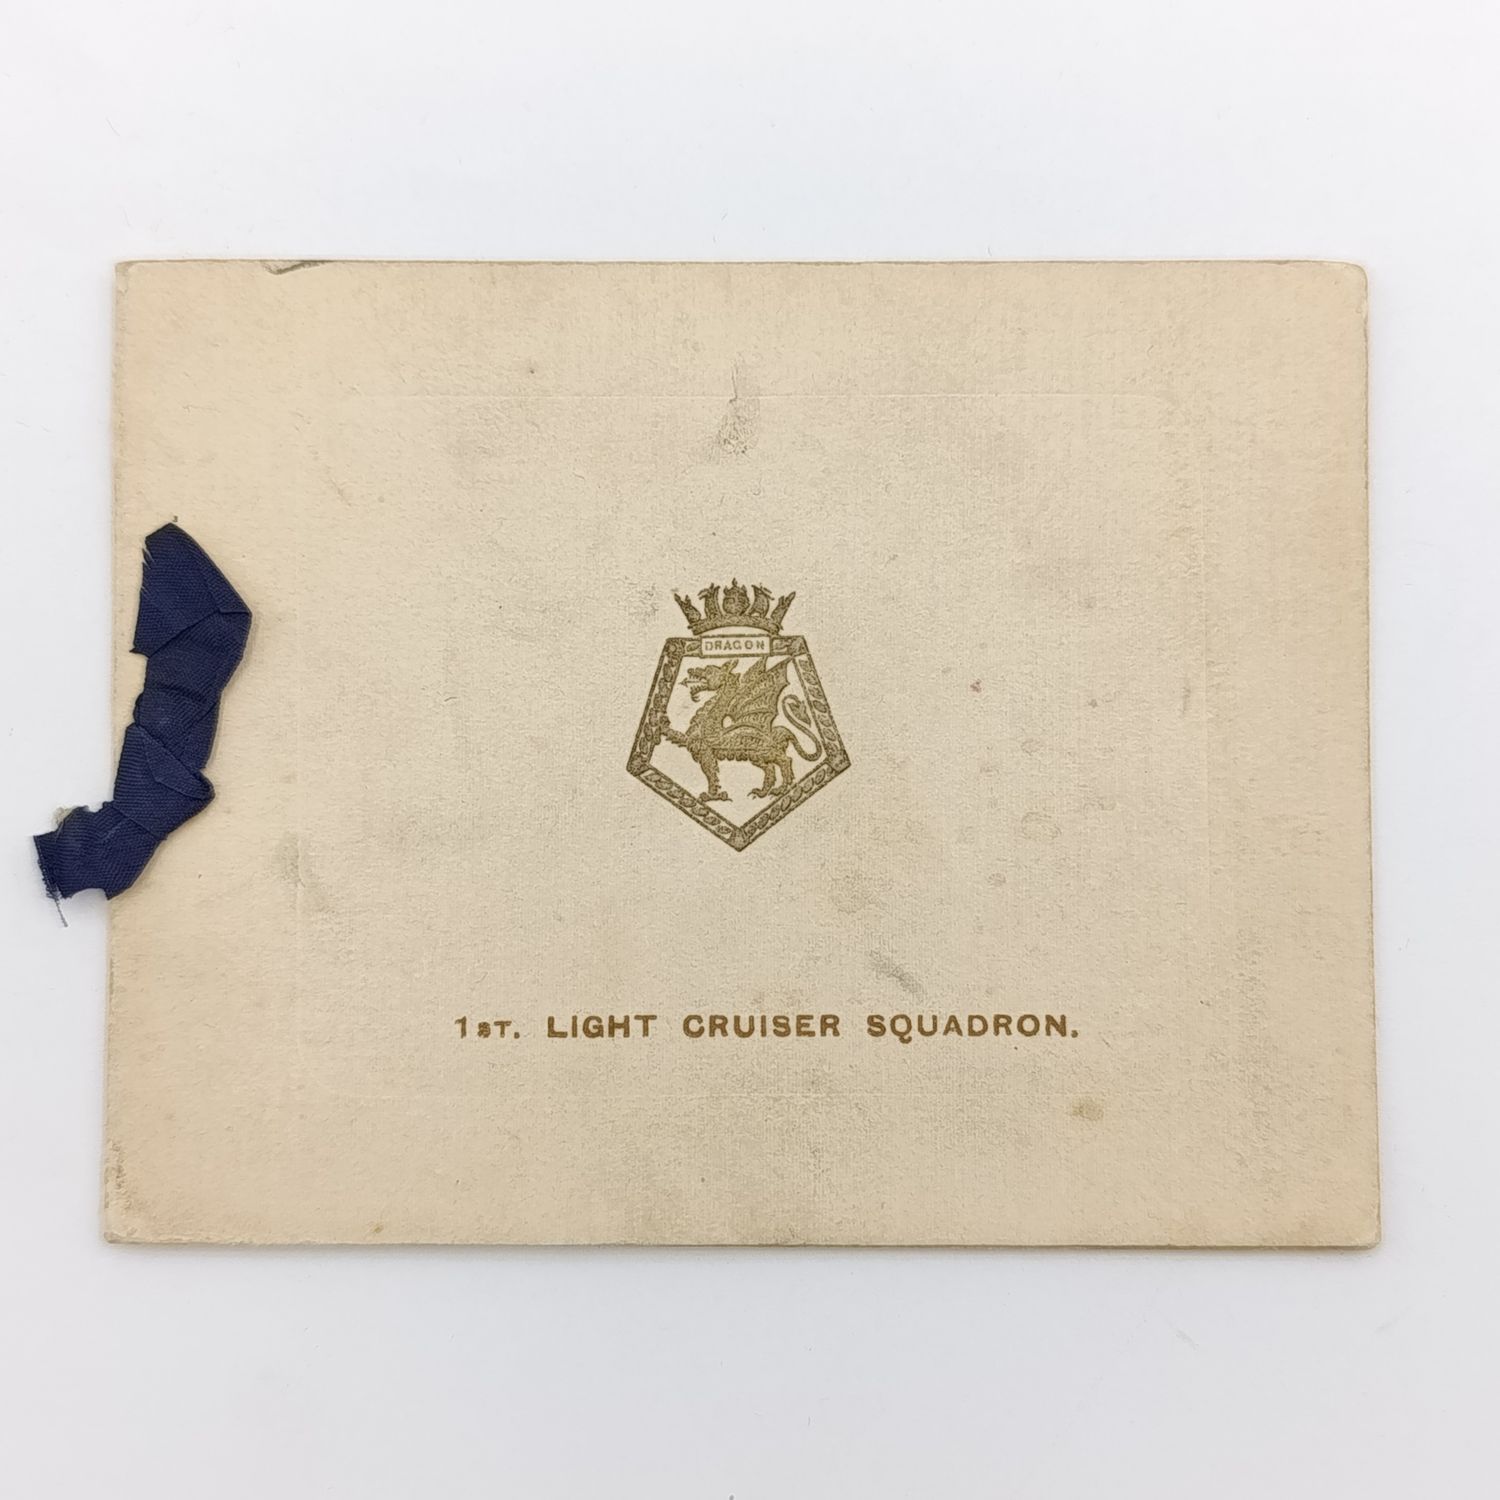 DRAGON
1ST. LIGHT CRUISER SQUADRON.